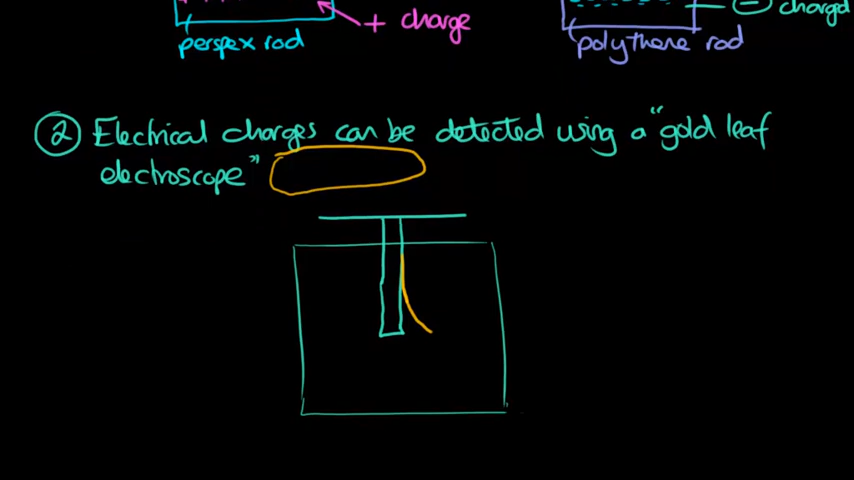 + charge
⊖ charged
perspex rod
polythene rod
② Electrical charges can be detected using a "gold leaf
electroscope"